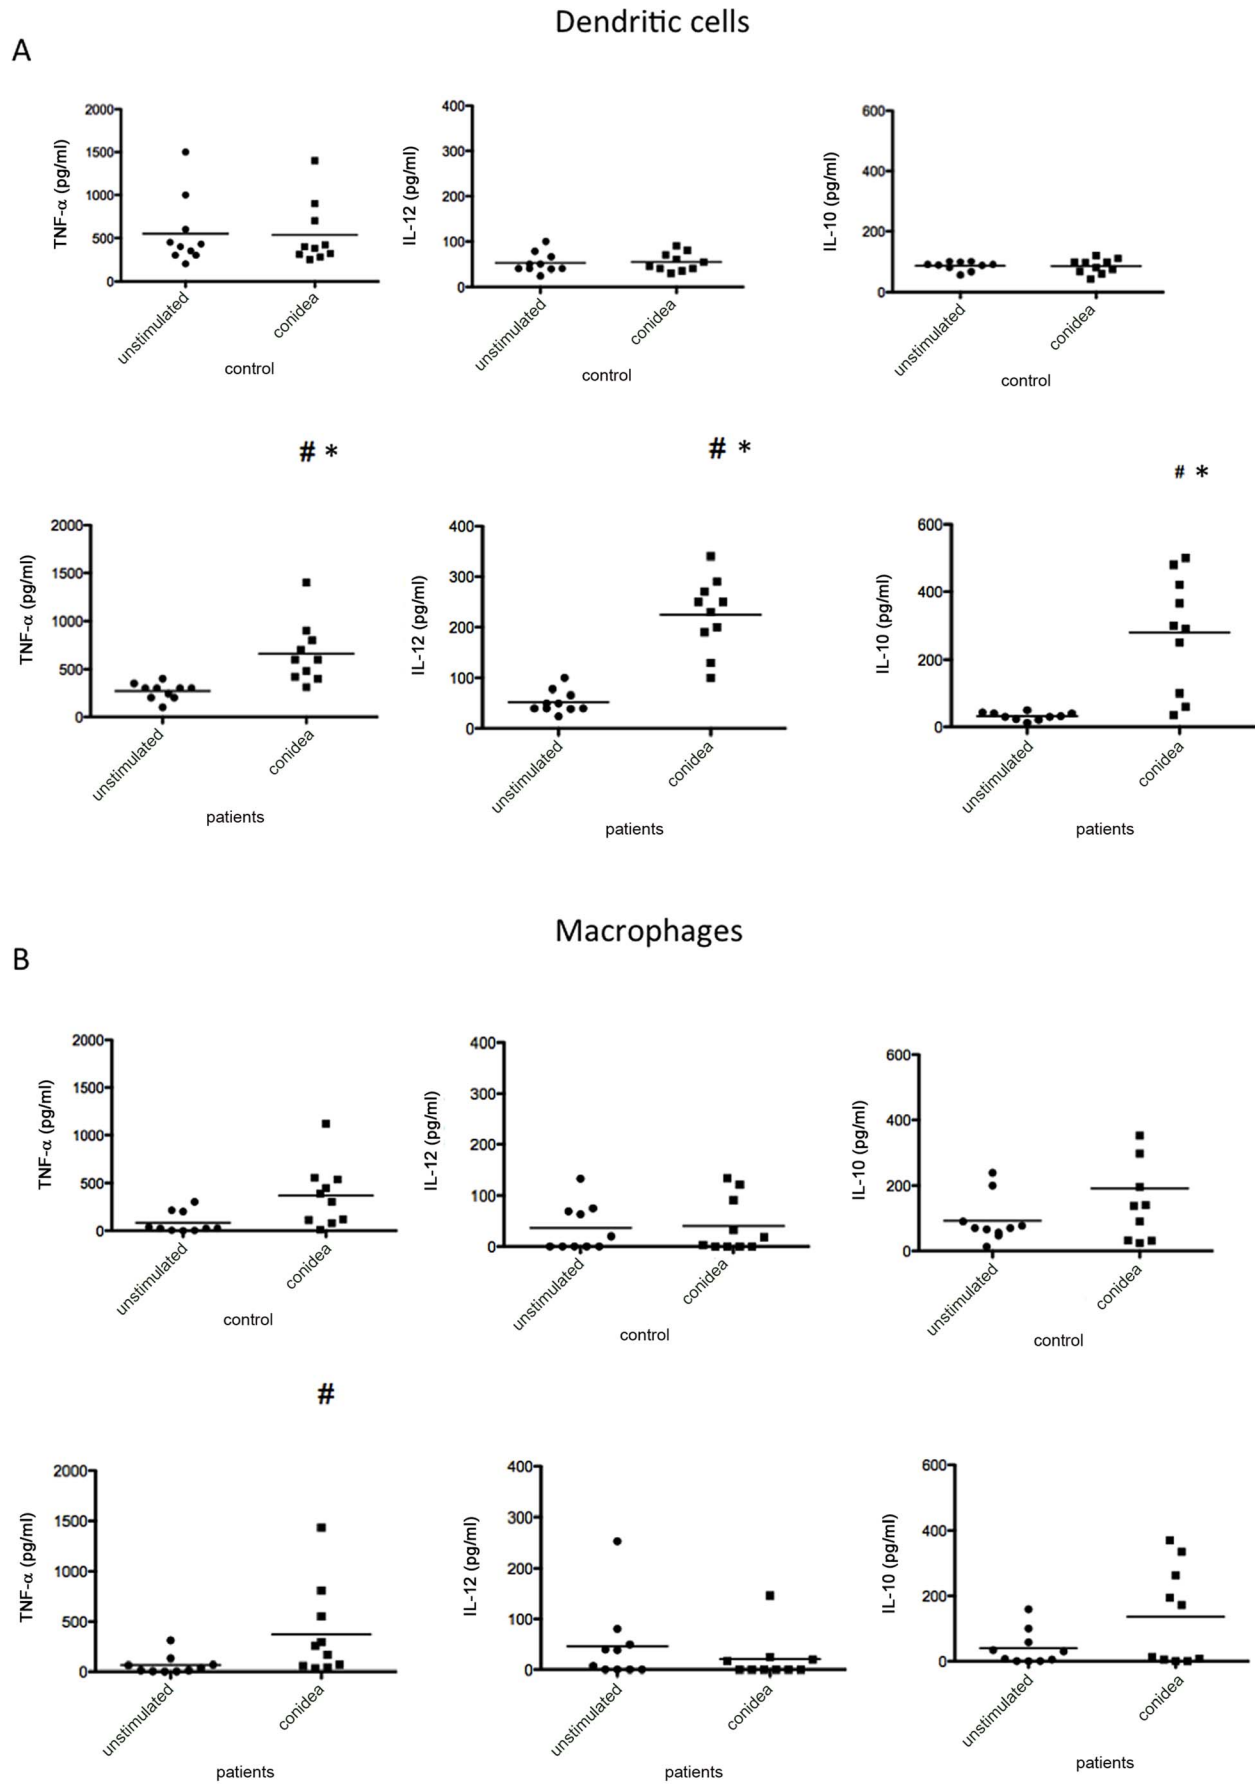 Dendritic cells
A
TNF-α (pg/ml)
2000
1500
1000
500
0
unstimulated
conidea
control
IL-12 (pg/ml)
400
300
200
100
0
unstimulated
conidea
control
IL-10 (pg/ml)
600
400
200
0
unstimulated
conidea
control
# *
TNF-α (pg/ml)
2000
1500
1000
500
0
unstimulated
conidea
patients
# *
IL-12 (pg/ml)
400
300
200
100
0
unstimulated
conidea
patients
# *
IL-10 (pg/ml)
600
400
200
0
unstimulated
conidea
patients
Macrophages
B
TNF-α (pg/ml)
2000
1500
1000
500
0
unstimulated
conidea
control
IL-12 (pg/ml)
400
300
200
100
0
unstimulated
conidea
control
IL-10 (pg/ml)
600
400
200
0
unstimulated
conidea
control
#
TNF-α (pg/ml)
2000
1500
1000
500
0
unstimulated
conidea
patients
IL-12 (pg/ml)
400
300
200
100
0
unstimulated
conidea
patients
IL-10 (pg/ml)
600
400
200
0
unstimulated
conidea
patients